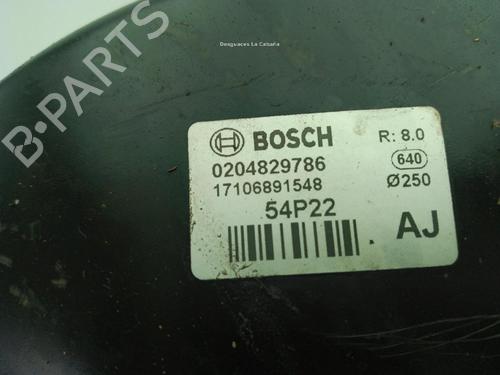 Desguaces La Cabaña
B-PARTS
BOSCH R: 8.0
0204829786 640
17106891548 Ø250
54P22
AJ